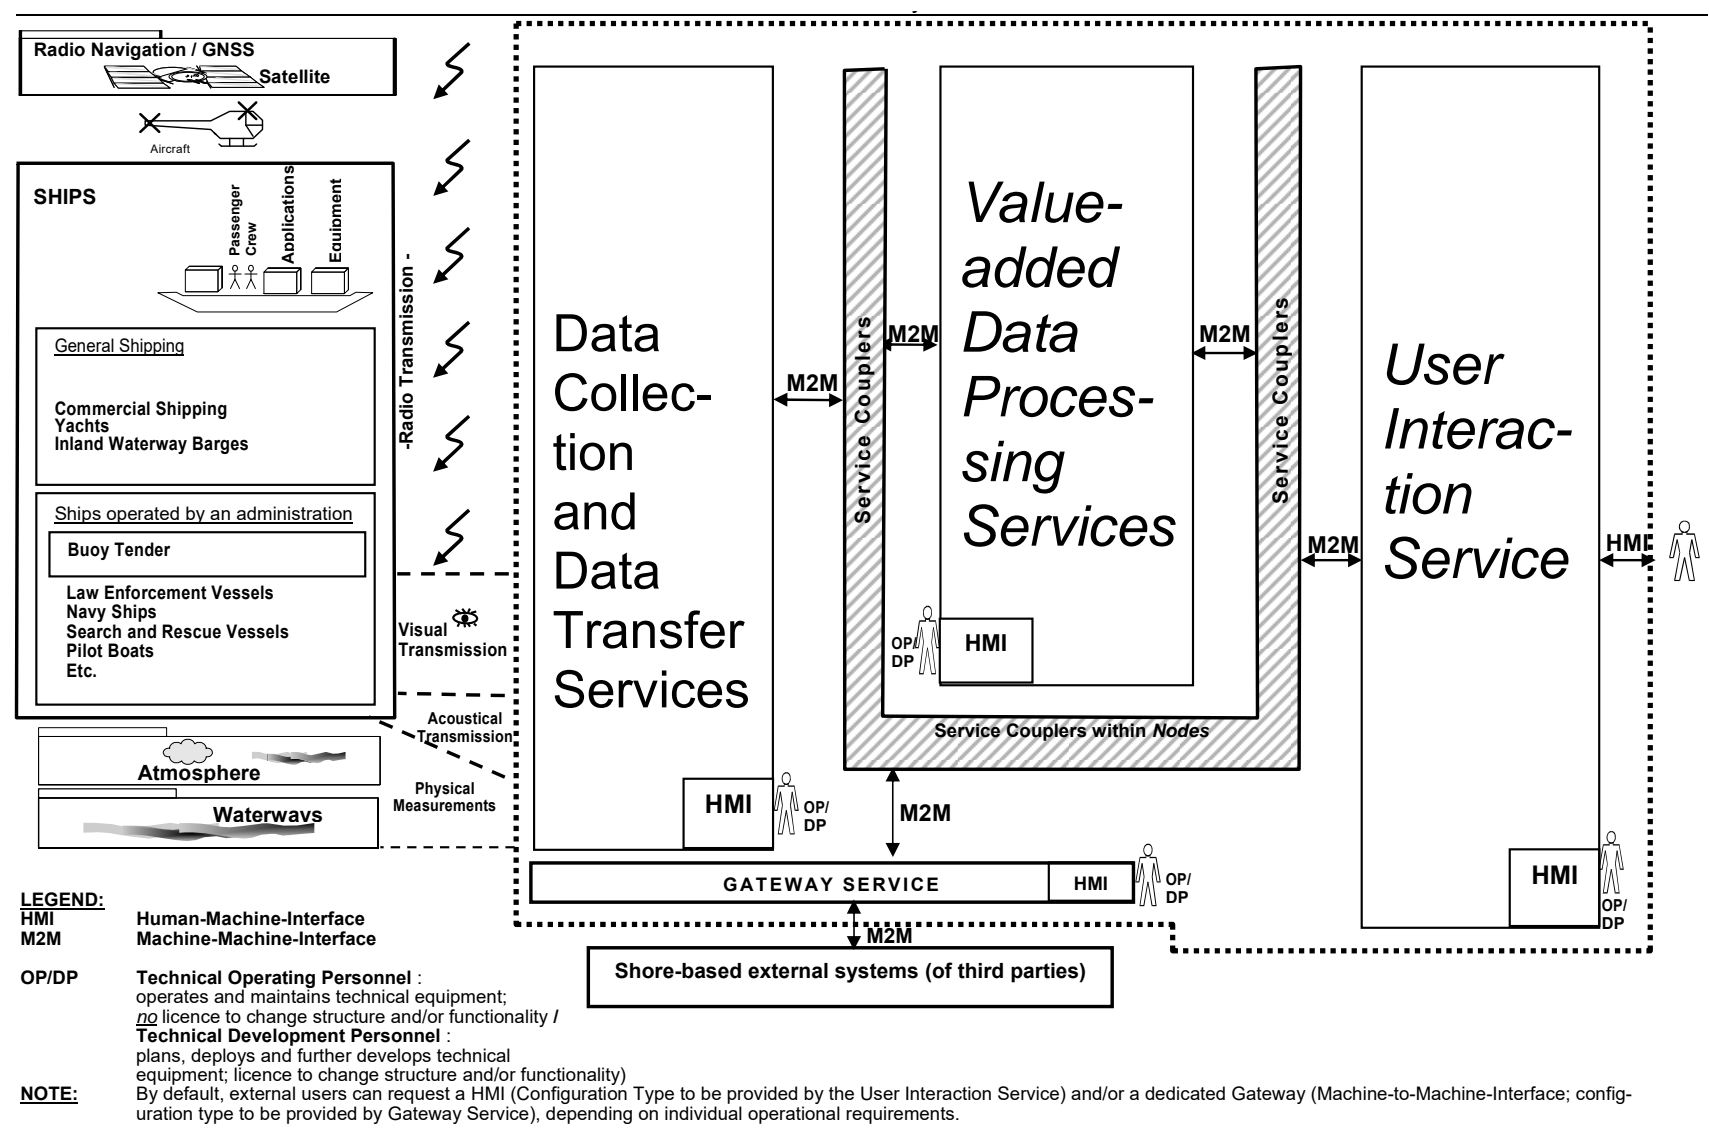 Radio Navigation / GNSS
Satellite
Aircraft
SHIPS
Passenger
Crew
Applications
Equipment
General Shipping
Commercial Shipping
Yachts
Inland Waterway Barges
Ships operated by an administration
Buoy Tender
Law Enforcement Vessels
Navy Ships
Search and Rescue Vessels
Pilot Boats
Etc.
-Radio Transmission -
Visual
Transmission
Acoustical
Transmission
Physical
Measurements
Atmosphere
Waterways
Data
Collec-
tion
and
Data
Transfer
Services
HMI
OP/
DP
M2M
Service Couplers
M2M
Value-
added
Data
Proces-
sing
Services
OP/
DP
HMI
M2M
Service Couplers
Service Couplers within Nodes
M2M
User
Interac-
tion
Service
HMI
HMI
OP/
DP
M2M
GATEWAY SERVICE
HMI
OP/
DP
M2M
Shore-based external systems (of third parties)
LEGEND:
HMI Human-Machine-Interface
M2M Machine-Machine-Interface
OP/DP Technical Operating Personnel :
operates and maintains technical equipment;
no licence to change structure and/or functionality /
Technical Development Personnel :
plans, deploys and further develops technical
equipment; licence to change structure and/or functionality)
NOTE: By default, external users can request a HMI (Configuration Type to be provided by the User Interaction Service) and/or a dedicated Gateway (Machine-to-Machine-Interface; config-
uration type to be provided by Gateway Service), depending on individual operational requirements.